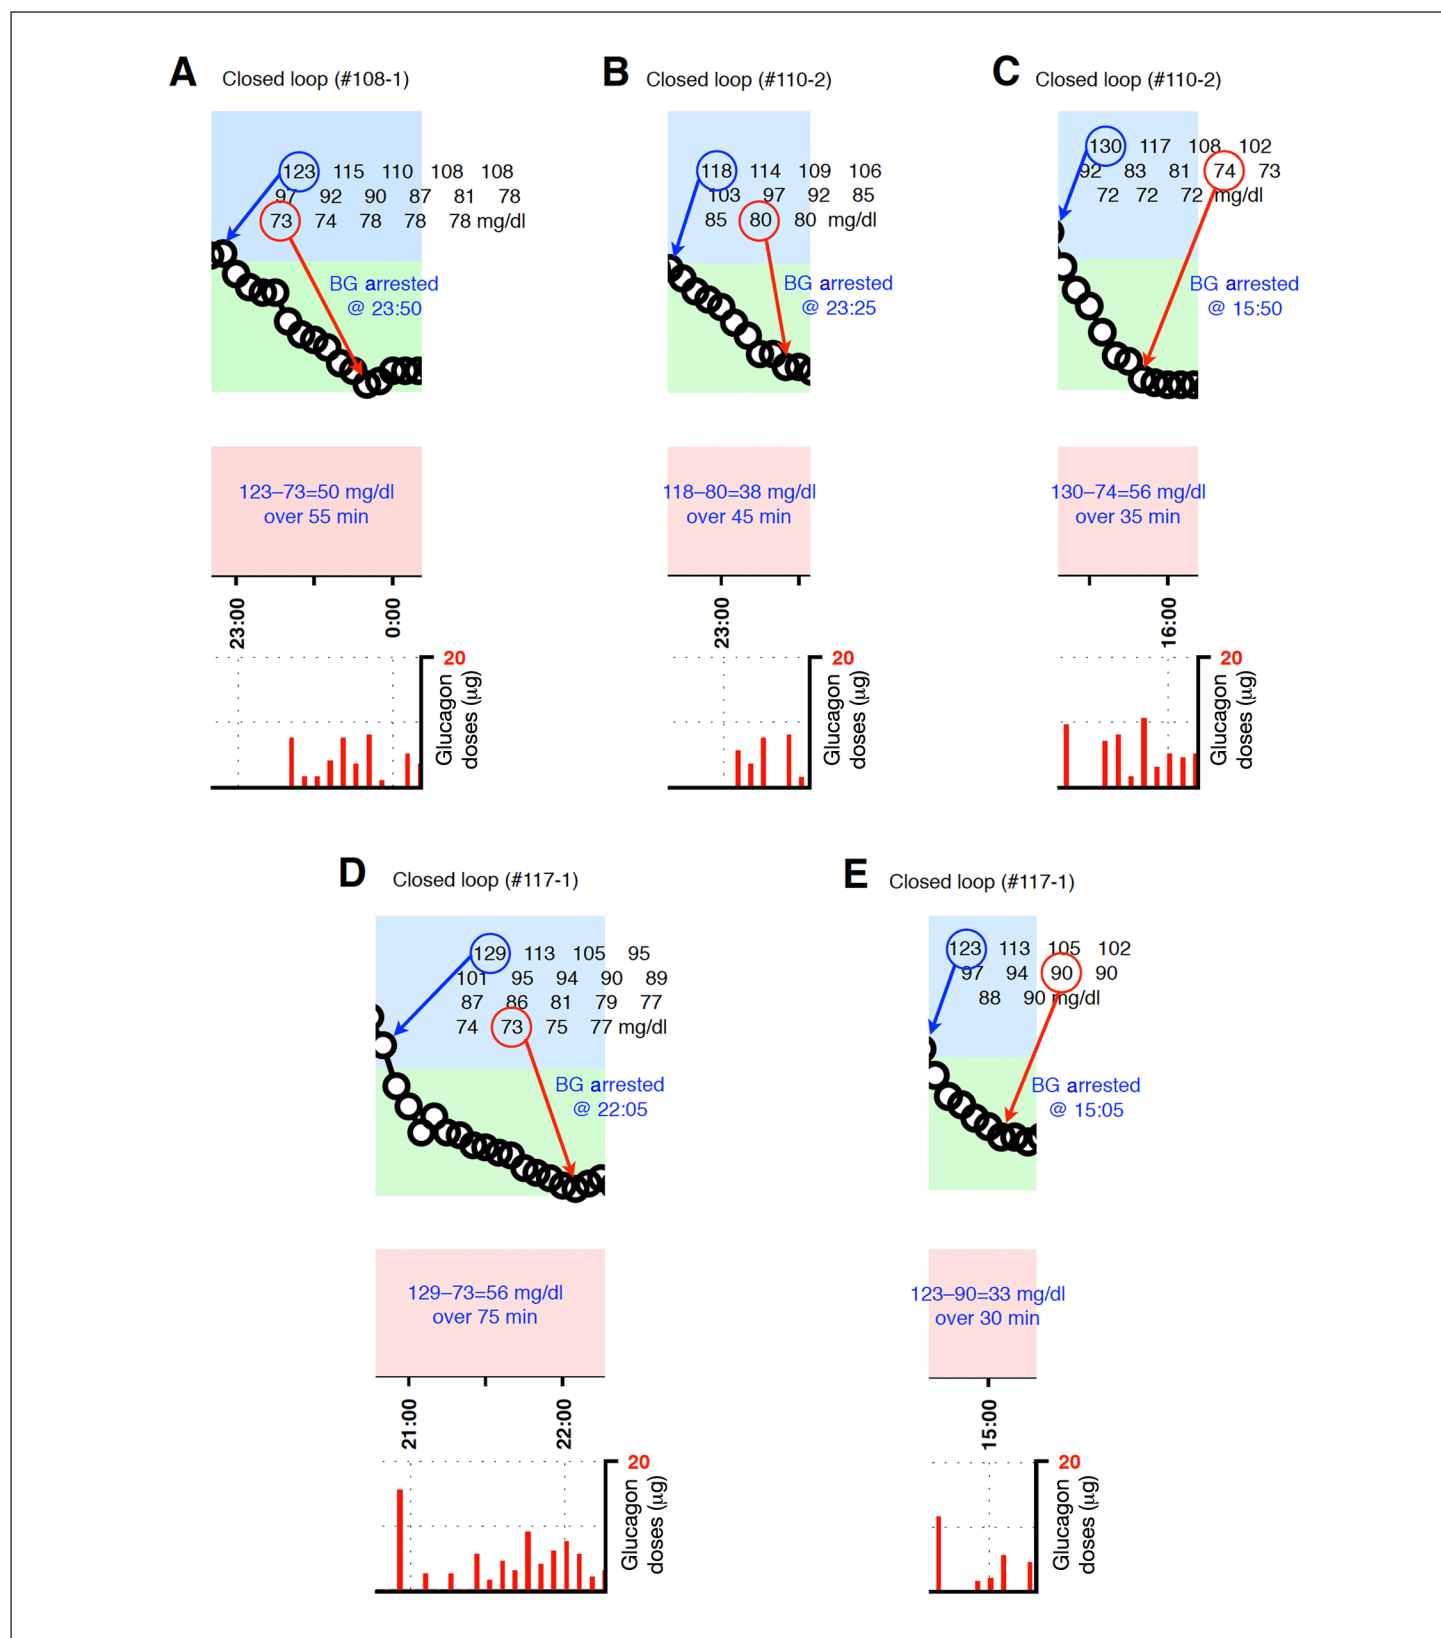 A Closed loop (#108-1)
123 115 110 108 108
97 92 90 87 81 78
73 74 78 78 78 mg/dl
BG arrested
@ 23:50
123–73=50 mg/dl
over 55 min
23:00 0:00
20
Glucagon
doses (µg)
B Closed loop (#110-2)
118 114 109 106
103 97 92 85
85 80 80 mg/dl
BG arrested
@ 23:25
118–80=38 mg/dl
over 45 min
23:00
20
Glucagon
doses (µg)
C Closed loop (#110-2)
130 117 108 102
92 83 81 74 73
72 72 72 mg/dl
BG arrested
@ 15:50
130–74=56 mg/dl
over 35 min
16:00
20
Glucagon
doses (µg)
D Closed loop (#117-1)
129 113 105 95
101 95 94 90 89
87 86 81 79 77
74 73 75 77 mg/dl
BG arrested
@ 22:05
129–73=56 mg/dl
over 75 min
21:00 22:00
20
Glucagon
doses (µg)
E Closed loop (#117-1)
123 113 105 102
97 94 90 90
88 90 mg/dl
BG arrested
@ 15:05
123–90=33 mg/dl
over 30 min
15:00
20
Glucagon
doses (µg)